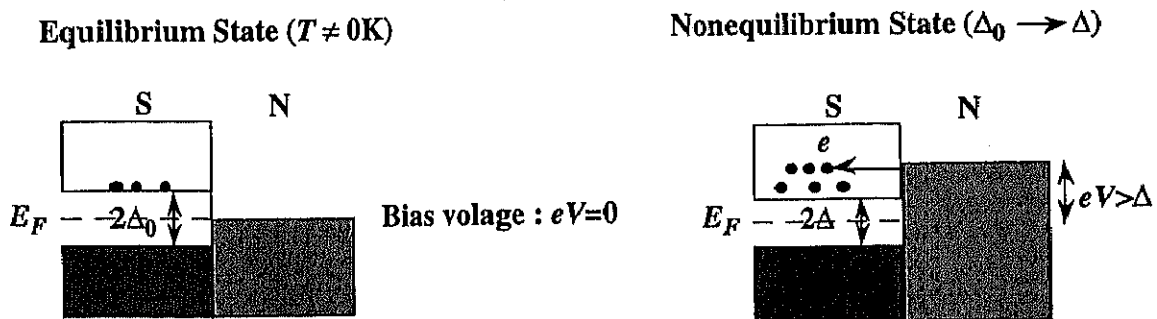 Equilibrium State (T ≠ 0K)
S N
E_F 2Δ₀
Bias volage : eV=0
Nonequilibrium State (Δ₀ → Δ)
S N
e
E_F 2Δ eV>Δ